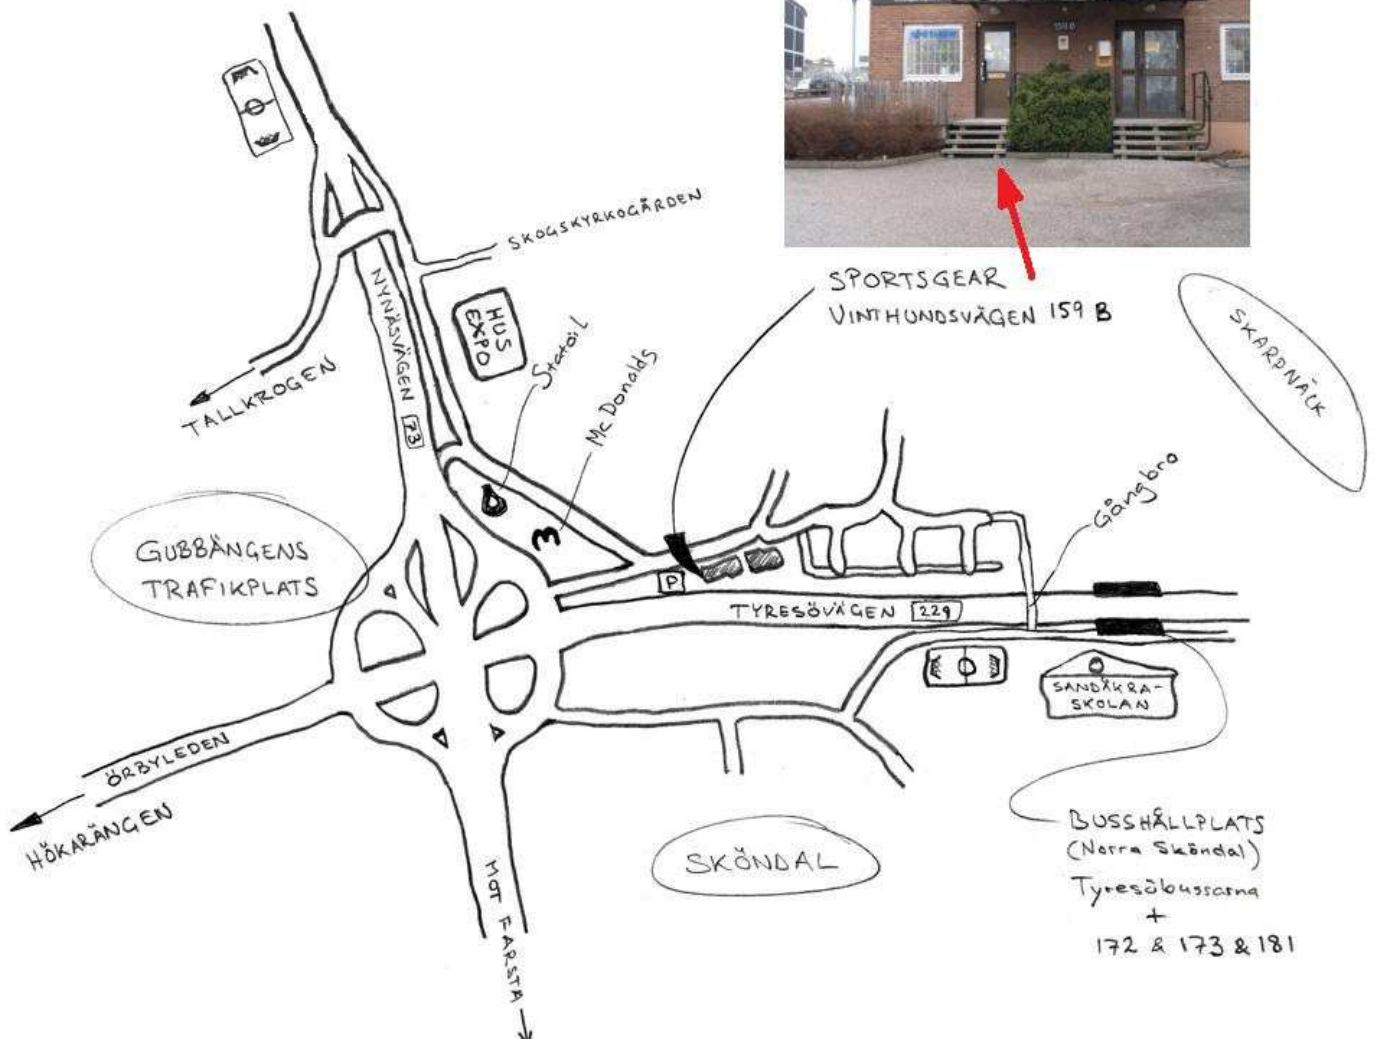 159 B
SKOGSKYRKOGÅRDEN
SPORTSGEAR
VINTHUNDSVÄGEN 159 B
NYNÄSVÄGEN 73
HUS
EXPO
Statoil
McDonalds
SKARPNÄCK
TALLKROGEN
Gångbro
GUBBÄNGENS
TRAFIKPLATS
P
TYRESÖVÄGEN 229
SANDÅKRA-
SKOLAN
ÖRBYLEDEN
HÖKARÄNGEN
SKÖNDAL
BUSSHÅLLPLATS
(Norra Sköndal)
Tyresöbussarna
+
172 & 173 & 181
MOT FARSTA